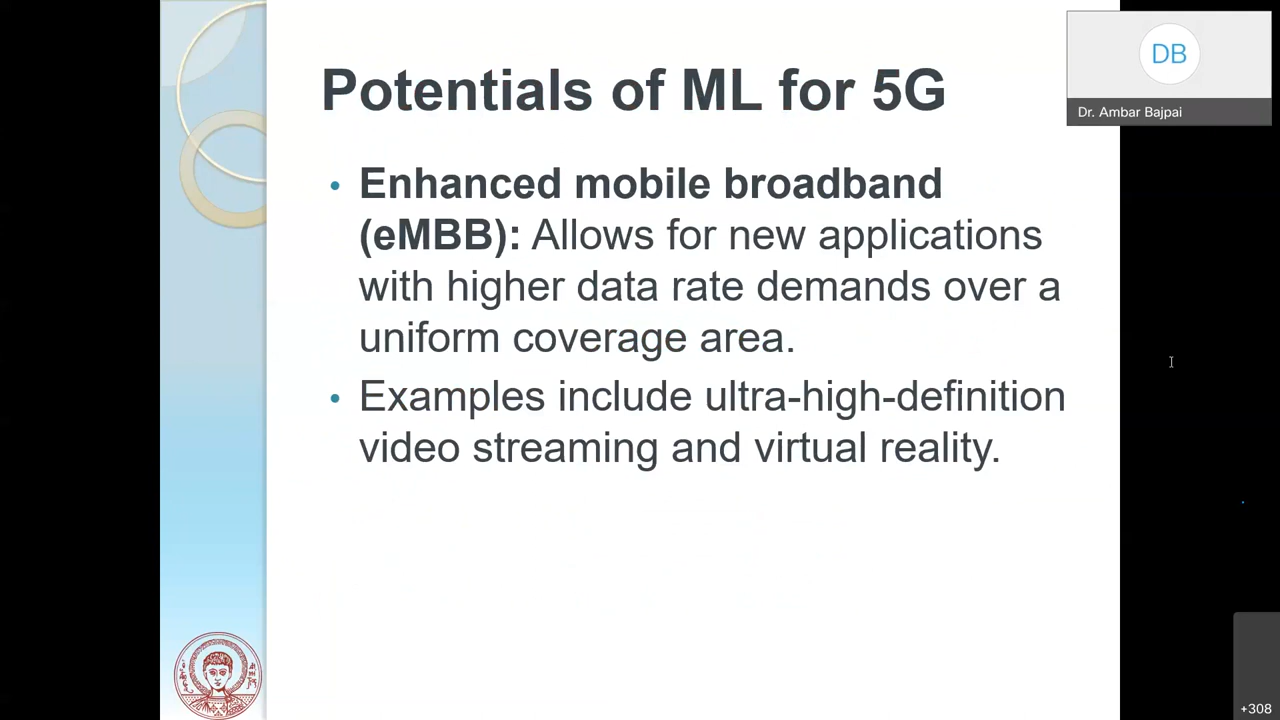 Potentials of ML for 5G
DB
Dr. Ambar Bajpai
• Enhanced mobile broadband
(eMBB): Allows for new applications
with higher data rate demands over a
uniform coverage area.
• Examples include ultra-high-definition
video streaming and virtual reality.
+308